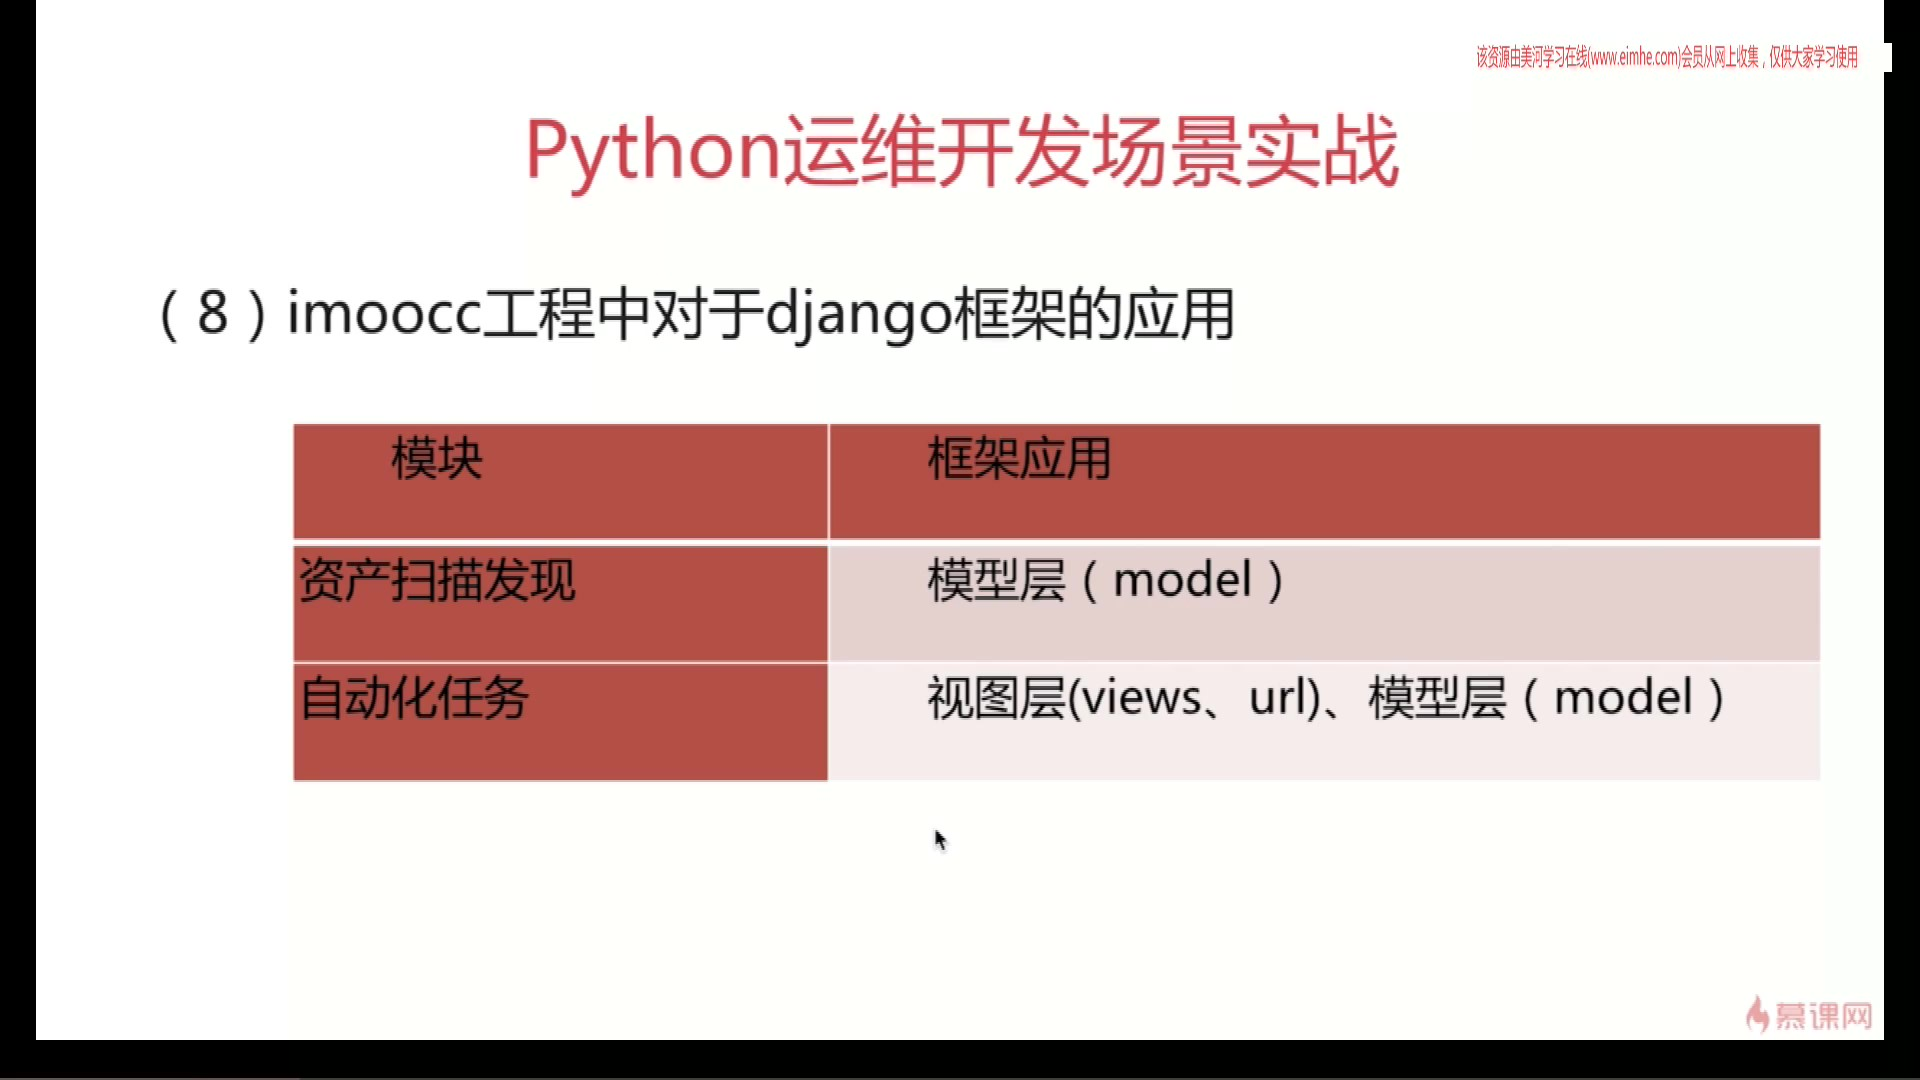 该资源由美河学习在线(www.eimhe.com)会员从网上收集，仅供大家学习使用
Python运维开发场景实战
（8）imoocc工程中对于django框架的应用
模块 框架应用
资产扫描发现 模型层（model）
自动化任务 视图层(views、url)、模型层（model）
慕课网